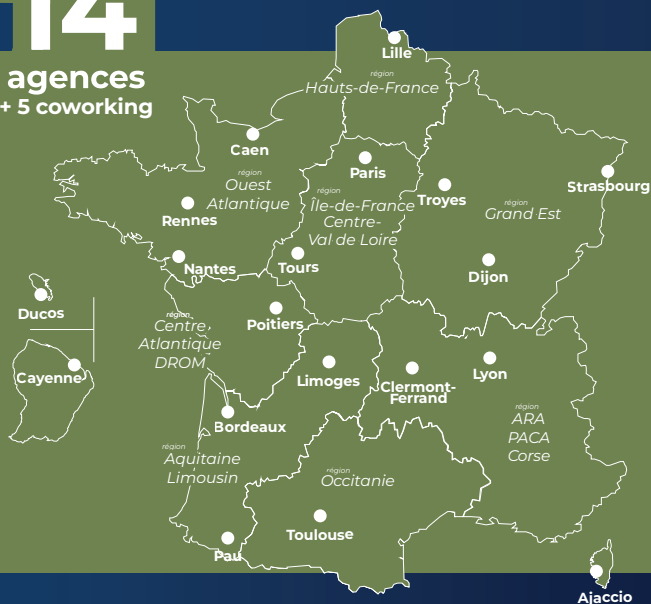 14
agences
+ 5 coworking
Lille
région
Hauts-de-France
Caen
Paris
région
Ouest
Atlantique
région
Île-de-France
Centre-
Val de Loire
Troyes
Strasbourg
région
Grand Est
Rennes
Nantes
Tours
Dijon
Ducos
Cayenne
région
Centre
Atlantique
DROM
Poitiers
Limoges
Clermont-
Ferrand
Lyon
région
ARA
PACA
Corse
Bordeaux
région
Aquitaine
Limousin
région
Occitanie
Toulouse
Pau
Ajaccio